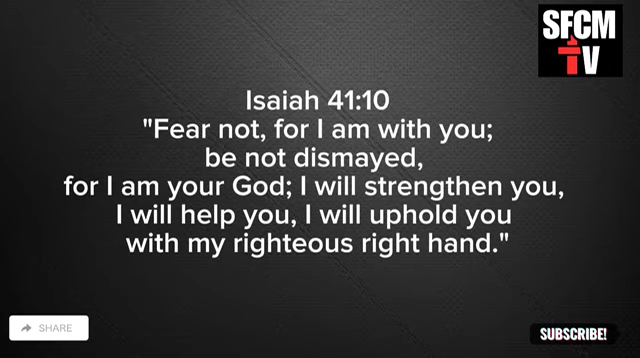 SFCM
TV
Isaiah 41:10
"Fear not, for I am with you;
be not dismayed,
for I am your God; I will strengthen you,
I will help you, I will uphold you
with my righteous right hand."
SHARE
SUBSCRIBE!